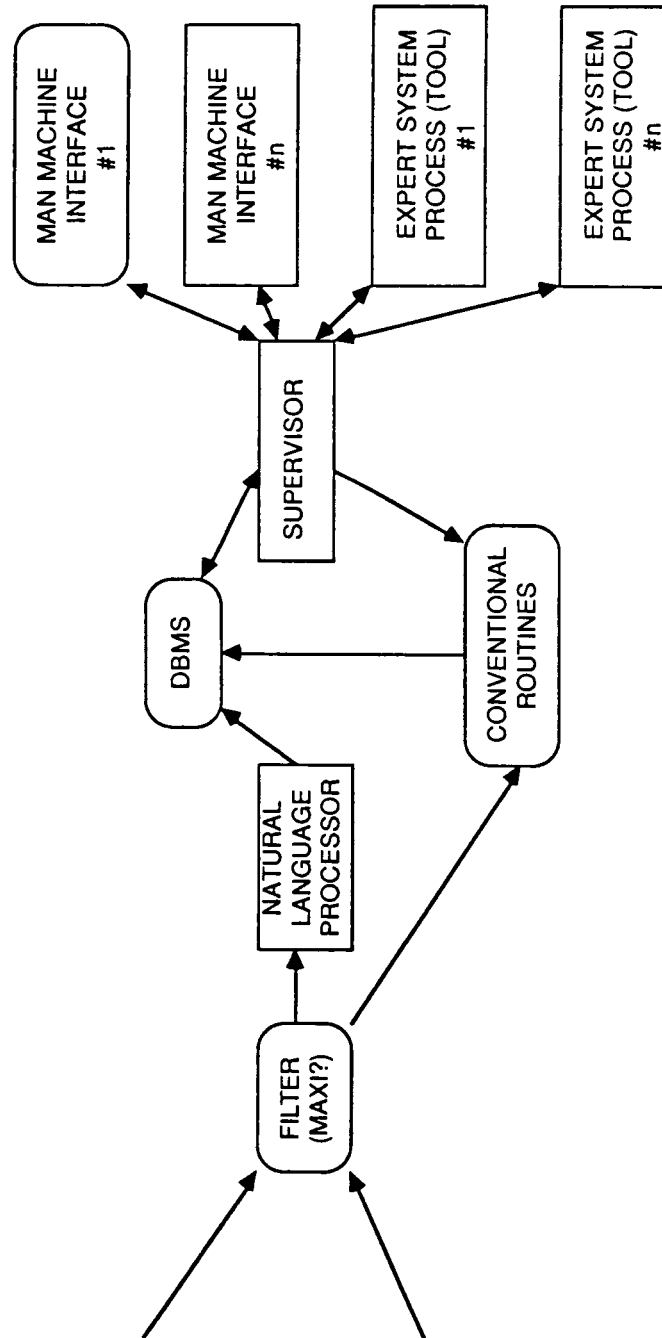 FILTER
(MAXI?)
NATURAL
LANGUAGE
PROCESSOR
DBMS
CONVENTIONAL
ROUTINES
SUPERVISOR
MAN MACHINE
INTERFACE
#1
MAN MACHINE
INTERFACE
#n
EXPERT SYSTEM
PROCESS (TOOL)
#1
EXPERT SYSTEM
PROCESS (TOOL)
#n